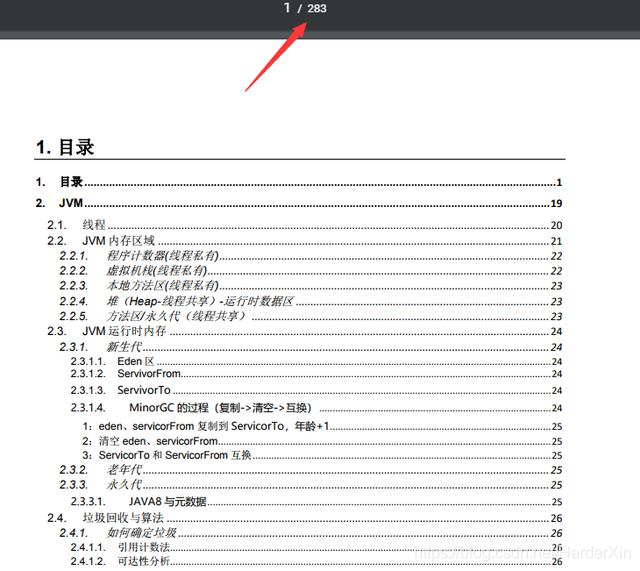 1 / 283
1. 目录
1. 目录 1
2. JVM 19
2.1. 线程 20
2.2. JVM 内存区域 21
2.2.1. 程序计数器(线程私有) 22
2.2.2. 虚拟机栈(线程私有) 22
2.2.3. 本地方法区(线程私有) 23
2.2.4. 堆（Heap-线程共享）-运行时数据区 23
2.2.5. 方法区/永久代（线程共享） 23
2.3. JVM 运行时内存 24
2.3.1. 新生代 24
2.3.1.1. Eden 区 24
2.3.1.2. ServivorFrom 24
2.3.1.3. ServivorTo 24
2.3.1.4. MinorGC 的过程（复制->清空->互换） 24
1：eden、servicorFrom 复制到 ServicorTo，年龄+1 25
2：清空 eden、servicorFrom 25
3：ServicorTo 和 ServicorFrom 互换 25
2.3.2. 老年代 25
2.3.3. 永久代 25
2.3.3.1. JAVA8 与元数据 25
2.4. 垃圾回收与算法 26
2.4.1. 如何确定垃圾 26
2.4.1.1. 引用计数法 26
2.4.1.2. 可达性分析 26
https://blog.csdn.net/HarderXin